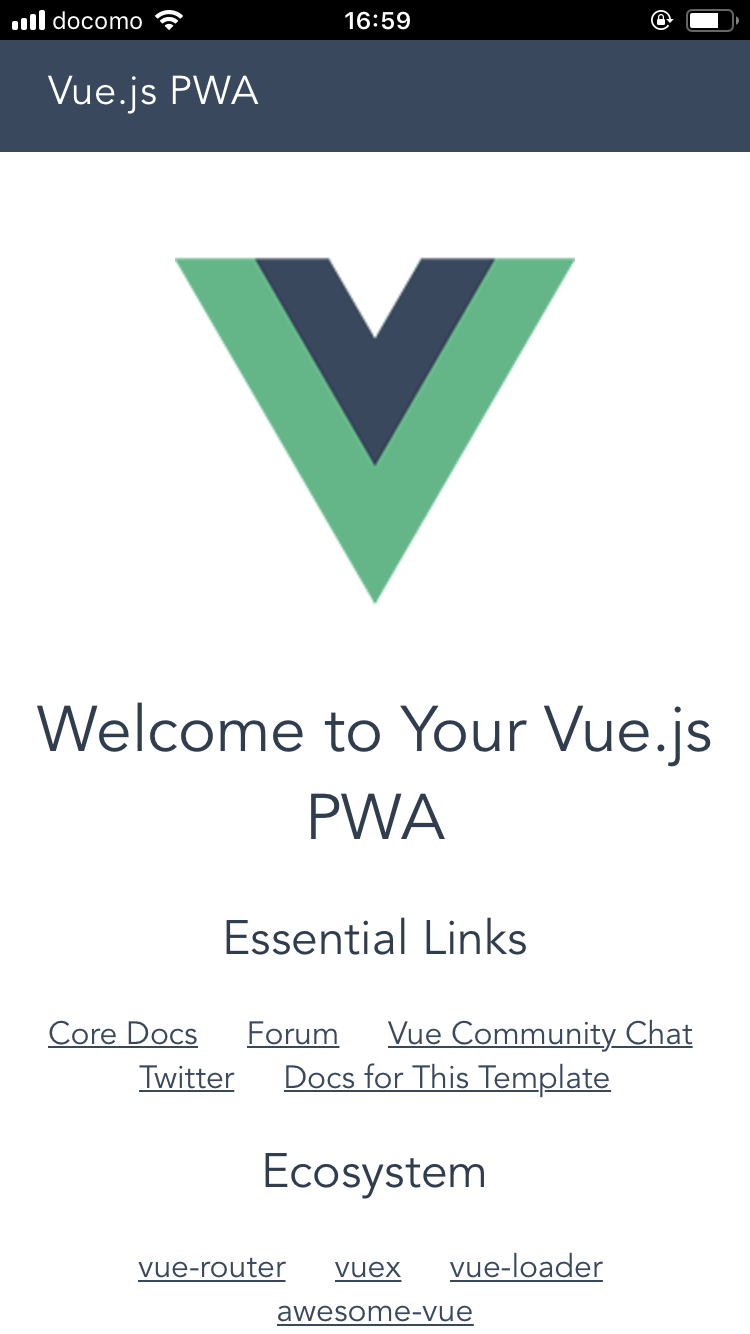 docomo 16:59
Vue.js PWA
Welcome to Your Vue.js
PWA
Essential Links
Core Docs Forum Vue Community Chat
Twitter Docs for This Template
Ecosystem
vue-router vuex vue-loader
awesome-vue